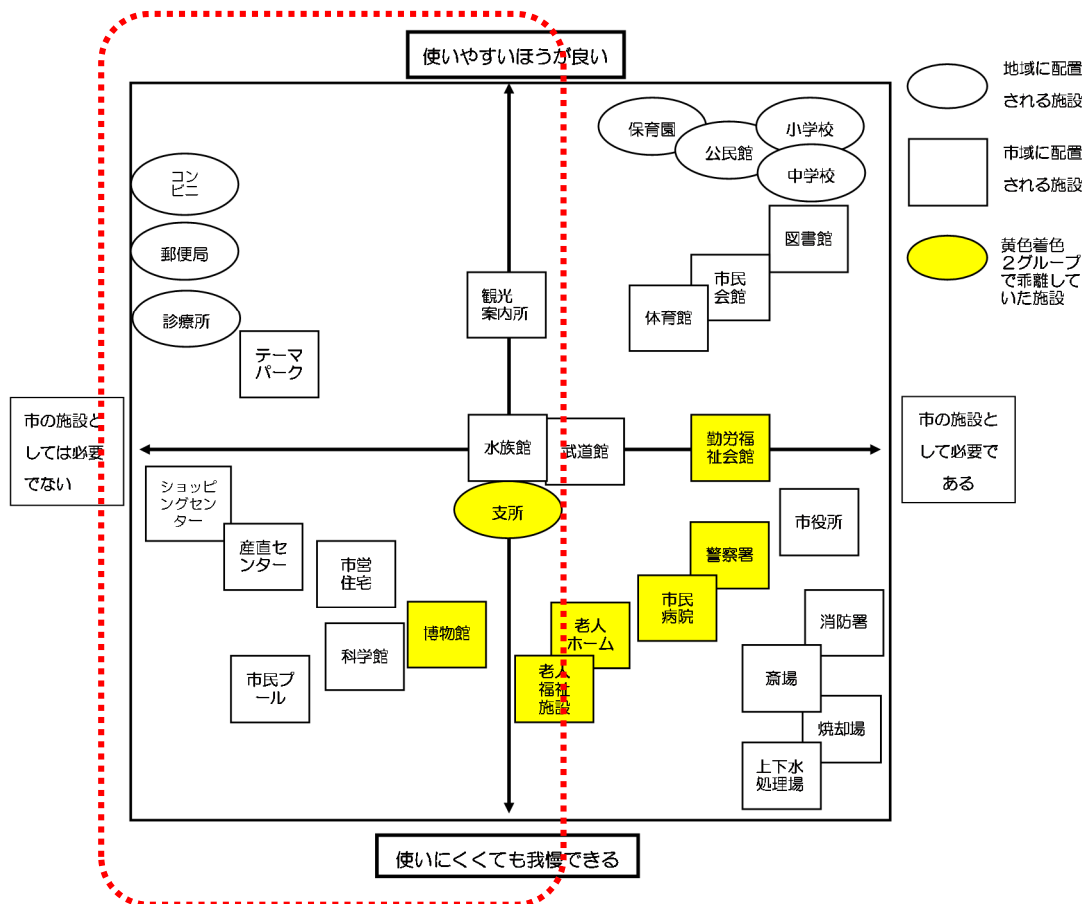 使いやすいほうが良い
地域に配置
される施設
市域に配置
される施設
黄色着色
２グループ
で乖離して
いた施設
保育園
公民館
小学校
中学校
コン
ビニ
郵便局
診療所
テーマ
パーク
観光
案内所
図書館
市民
会館
体育館
市の施設と
しては必要
でない
水族館
武道館
勤労福
祉会館
市の施設と
して必要で
ある
ショッピ
ングセン
ター
産直セ
ンター
市営
住宅
支所
市役所
警察署
市民
病院
博物館
科学館
市民プ
ール
老人
ホーム
老人
福祉
施設
消防署
斎場
焼却場
上下水
処理場
使いにくくても我慢できる